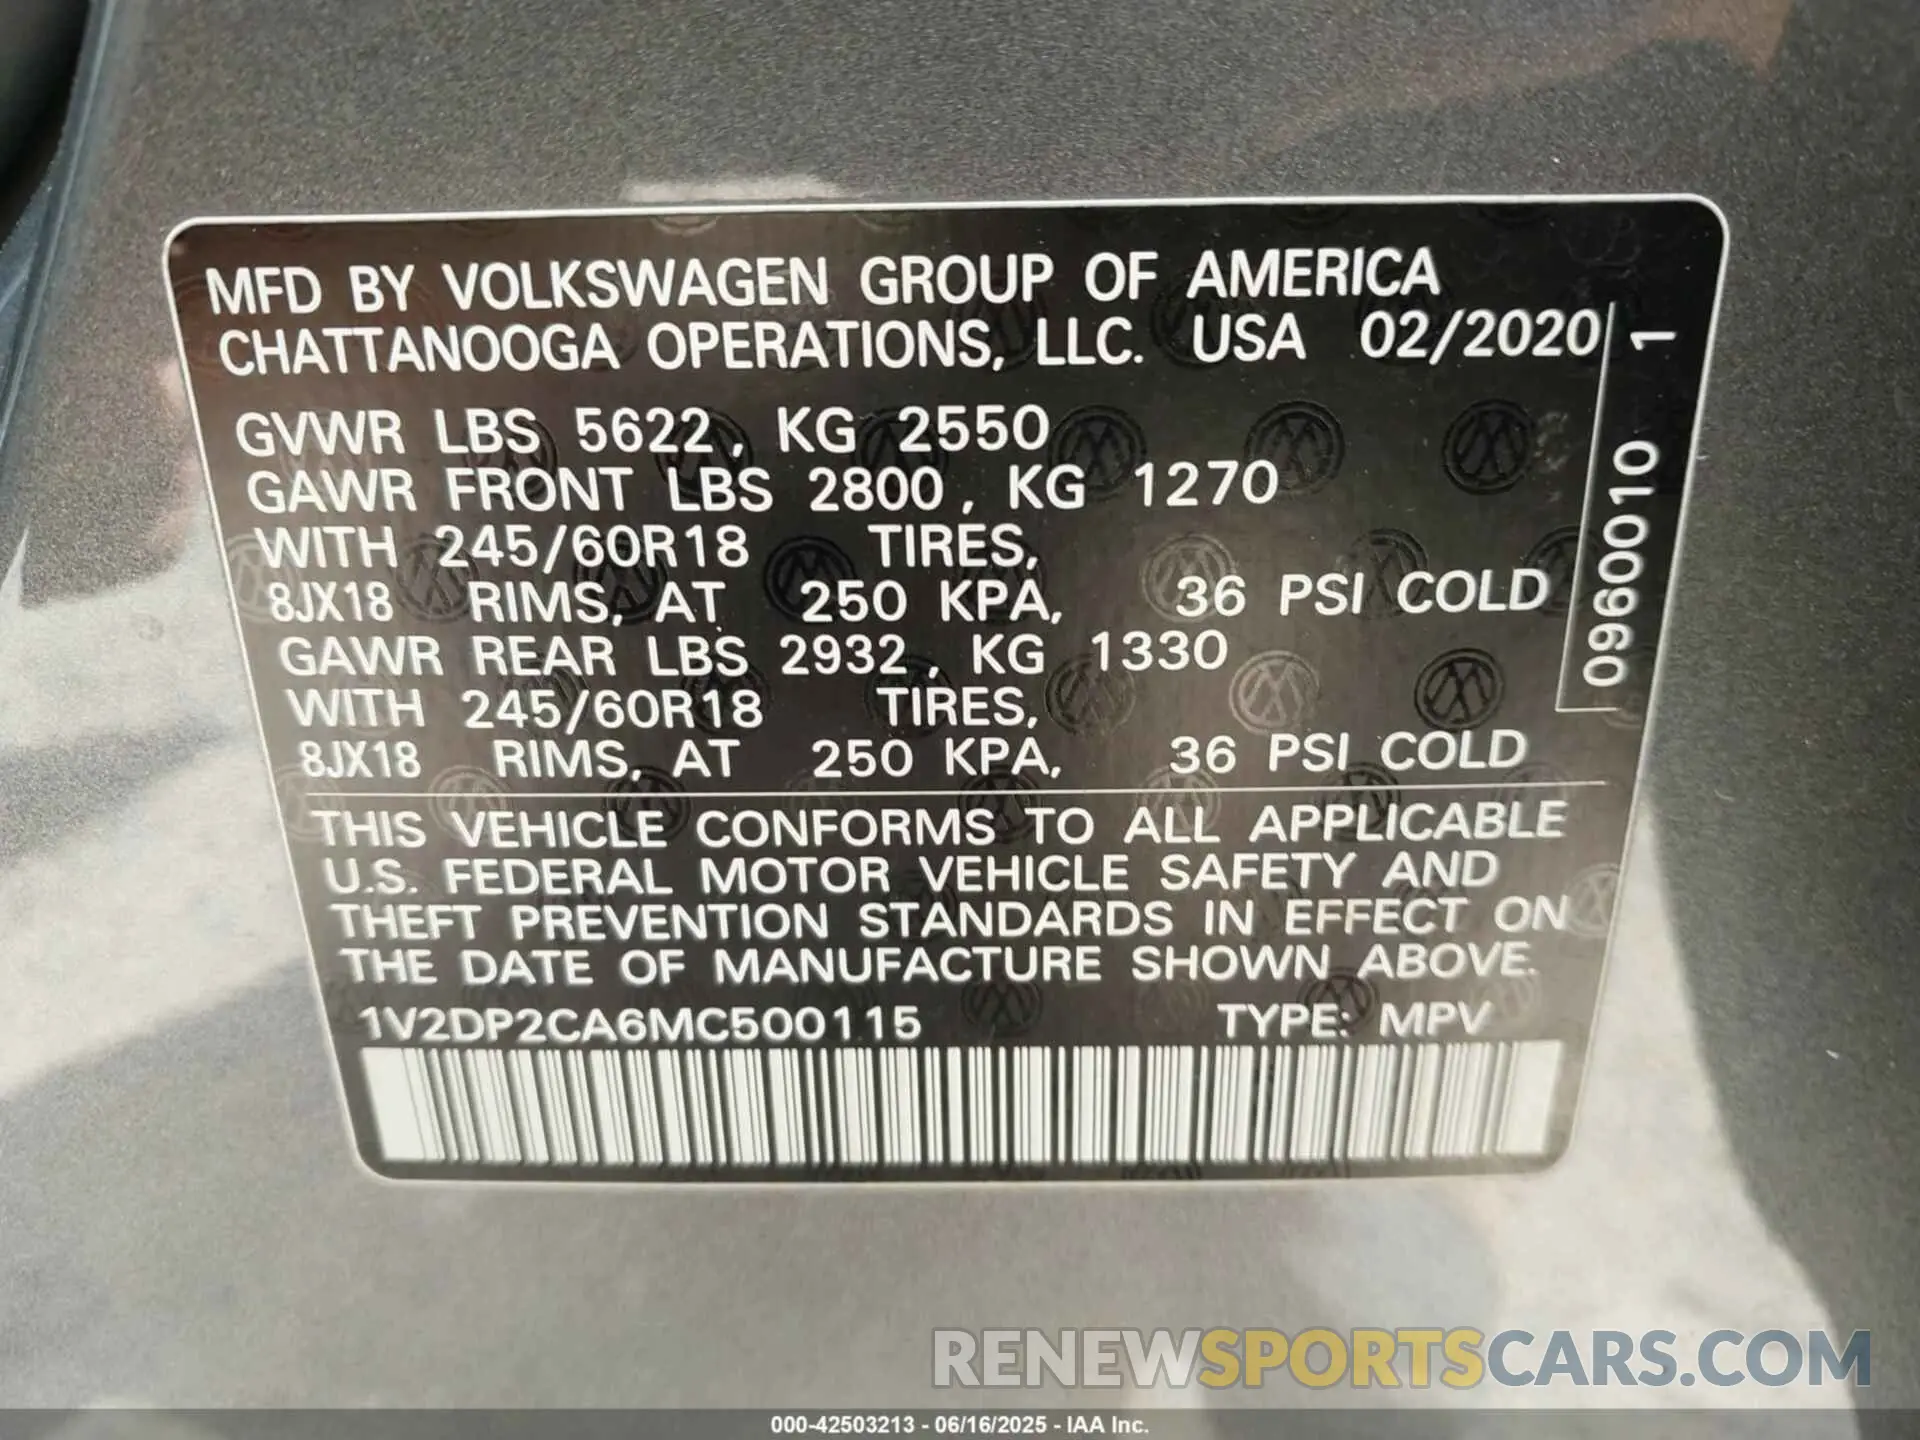 MFD BY VOLKSWAGEN GROUP OF AMERICA
CHATTANOOGA OPERATIONS, LLC. USA 02/2020
GVWR LBS 5622, KG 2550
GAWR FRONT LBS 2800, KG 1270
WITH 245/60R18 TIRES,
8JX18 RIMS, AT 250 KPA, 36 PSI COLD
GAWR REAR LBS 2932, KG 1330
WITH 245/60R18 TIRES,
8JX18 RIMS, AT 250 KPA, 36 PSI COLD
0960010 1
THIS VEHICLE CONFORMS TO ALL APPLICABLE
U.S. FEDERAL MOTOR VEHICLE SAFETY AND
THEFT PREVENTION STANDARDS IN EFFECT ON
THE DATE OF MANUFACTURE SHOWN ABOVE.
1V2DP2CA6MC500115 TYPE: MPV
RENEWSPORTSCARS.COM
000-42503213 - 06/16/2025 - IAA Inc.